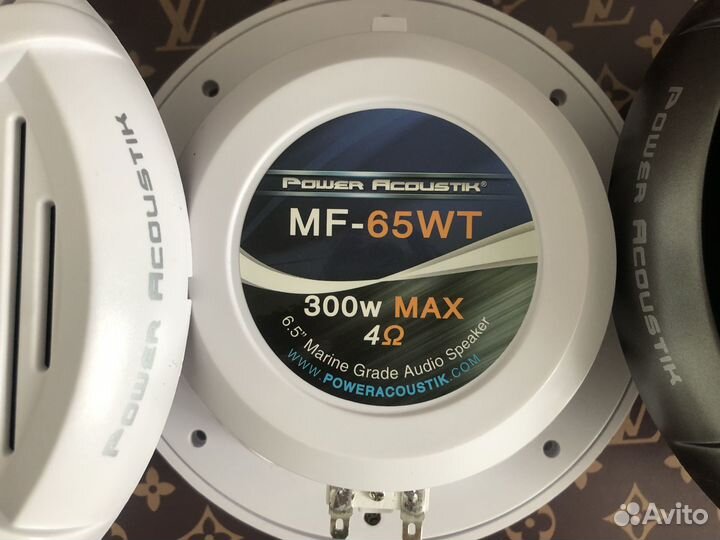 POWER ACOUSTIK
POWER ACOUSTIK®
MF-65WT
300w MAX
4Ω
6.5" Marine Grade Audio Speaker
WWW.POWERACOUSTIK.COM
POWER ACOUSTIK
LV
Avito